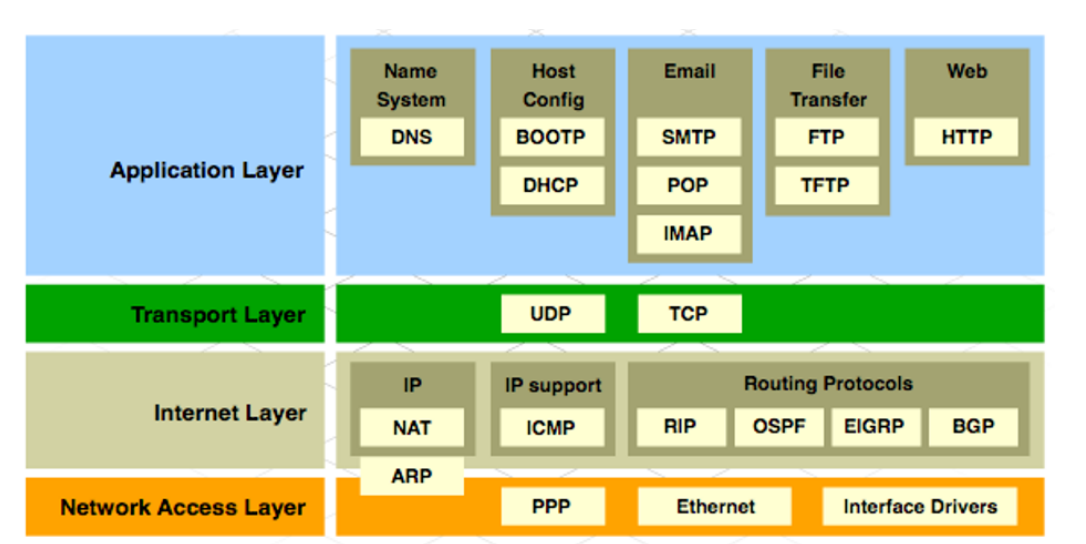 Application Layer
Name
System
DNS
Host
Config
BOOTP
DHCP
Email
SMTP
POP
IMAP
File
Transfer
FTP
TFTP
Web
HTTP
Transport Layer
UDP
TCP
Internet Layer
IP
NAT
ARP
IP support
ICMP
Routing Protocols
RIP
OSPF
EIGRP
BGP
Network Access Layer
PPP
Ethernet
Interface Drivers